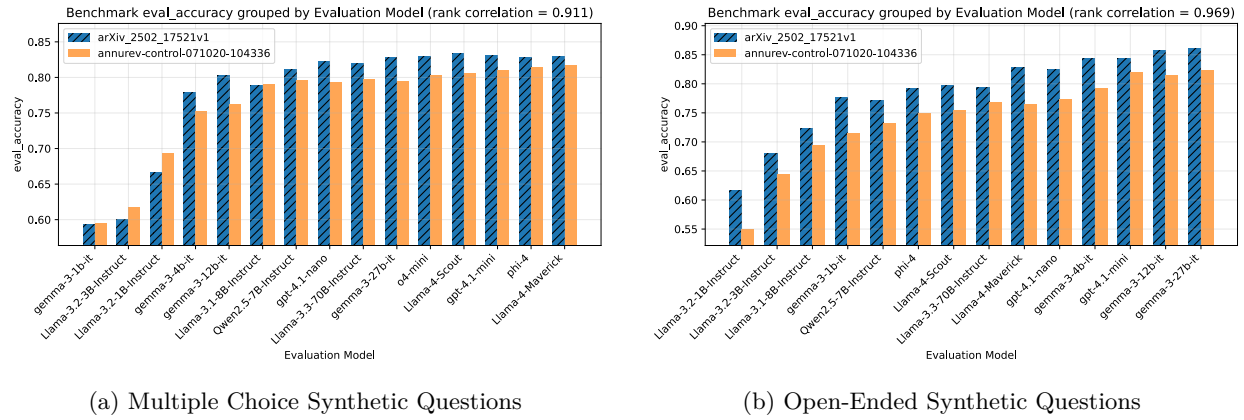 Benchmark eval_accuracy grouped by Evaluation Model (rank correlation = 0.911)
arXiv_2502_17521v1
annurev-control-071020-104336
eval_accuracy
0.85
0.80
0.75
0.70
0.65
0.60
gemma-3-1b-it
Llama-3.2-3B-Instruct
Llama-3.2-1B-Instruct
gemma-3-4b-it
gemma-3-12b-it
Llama-3.1-8B-Instruct
Qwen2.5-7B-Instruct
gpt-4.1-nano
Llama-3.3-70B-Instruct
gemma-3-27b-it
o4-mini
Llama-4-Scout
gpt-4.1-mini
phi-4
Llama-4-Maverick
Evaluation Model
(a) Multiple Choice Synthetic Questions
Benchmark eval_accuracy grouped by Evaluation Model (rank correlation = 0.969)
arXiv_2502_17521v1
annurev-control-071020-104336
eval_accuracy
0.90
0.85
0.80
0.75
0.70
0.65
0.60
0.55
Llama-3.2-1B-Instruct
Llama-3.2-3B-Instruct
Llama-3.1-8B-Instruct
gemma-3-1b-it
Qwen2.5-7B-Instruct
phi-4
Llama-4-Scout
Llama-3.3-70B-Instruct
Llama-4-Maverick
gpt-4.1-nano
gemma-3-4b-it
gpt-4.1-mini
gemma-3-12b-it
gemma-3-27b-it
Evaluation Model
(b) Open-Ended Synthetic Questions